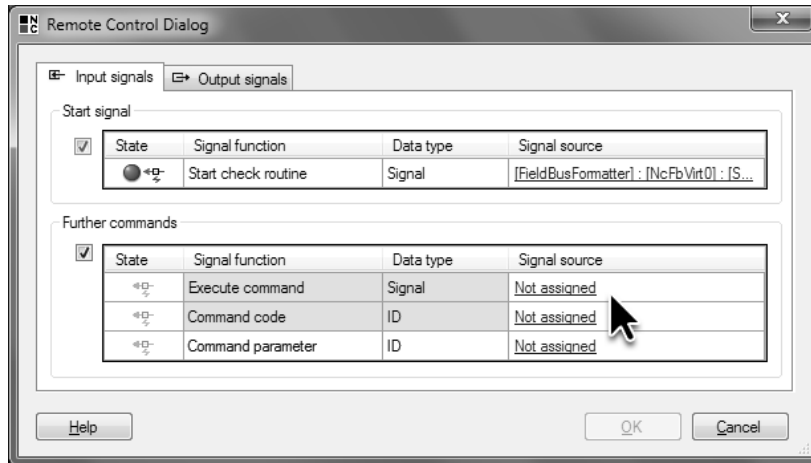 NC Remote Control Dialog
Input signals Output signals
Start signal
State Signal function Data type Signal source
Start check routine Signal [FieldBusFormatter] : [NcFbVirt0] : [S...
Further commands
State Signal function Data type Signal source
Execute command Signal Not assigned
Command code ID Not assigned
Command parameter ID Not assigned
Help OK Cancel